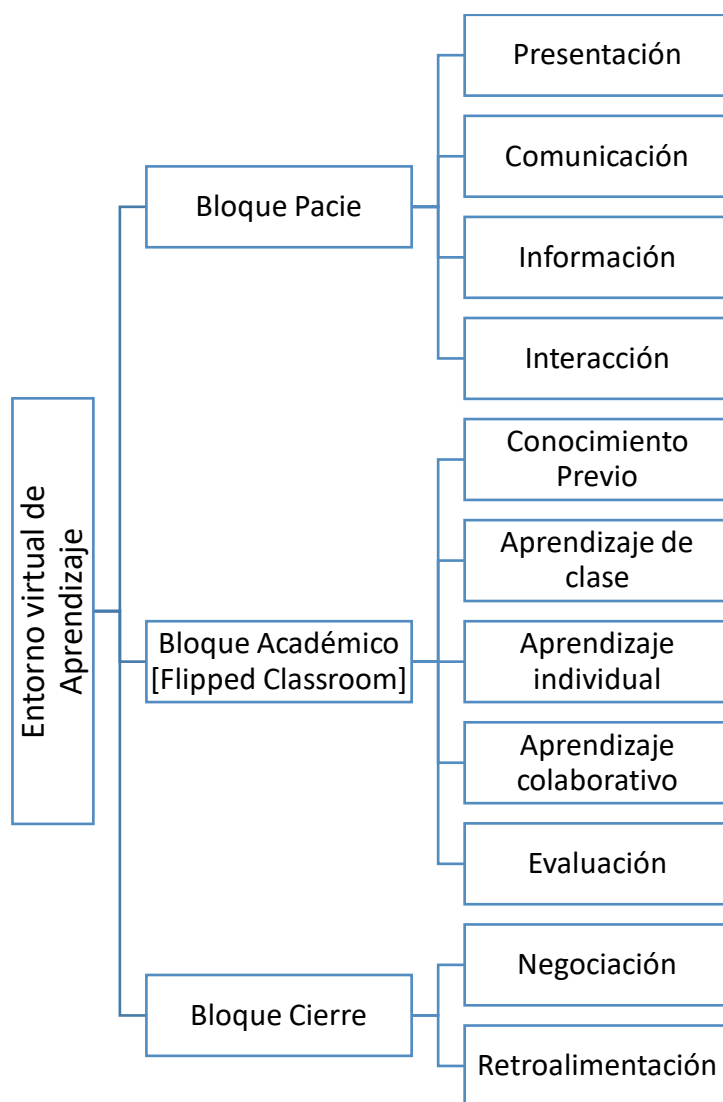 Entorno virtual de
Aprendizaje
Bloque Pacie
Presentación
Comunicación
Información
Interacción
Bloque Académico
[Flipped Classroom]
Conocimiento
Previo
Aprendizaje de
clase
Aprendizaje
individual
Aprendizaje
colaborativo
Evaluación
Bloque Cierre
Negociación
Retroalimentación